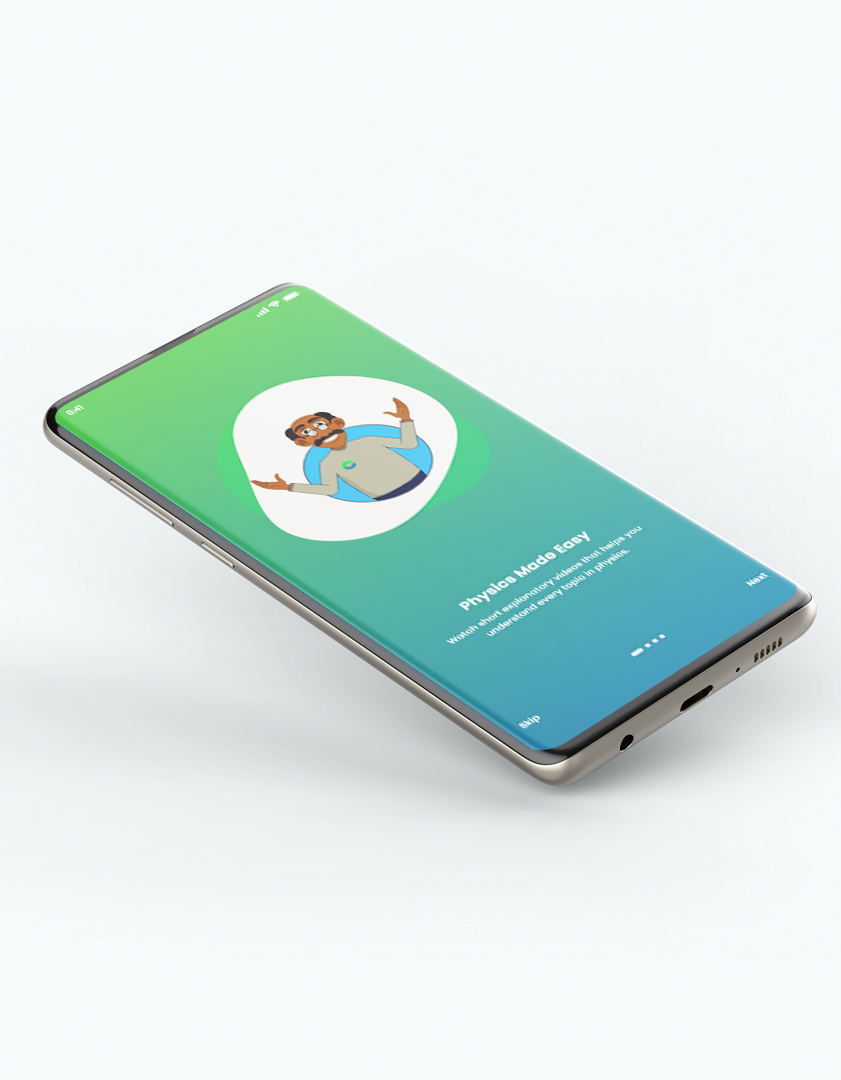 9:41
Physics Made Easy
Watch short explanatory videos that helps you
understand every topic in physics.
Skip
Next